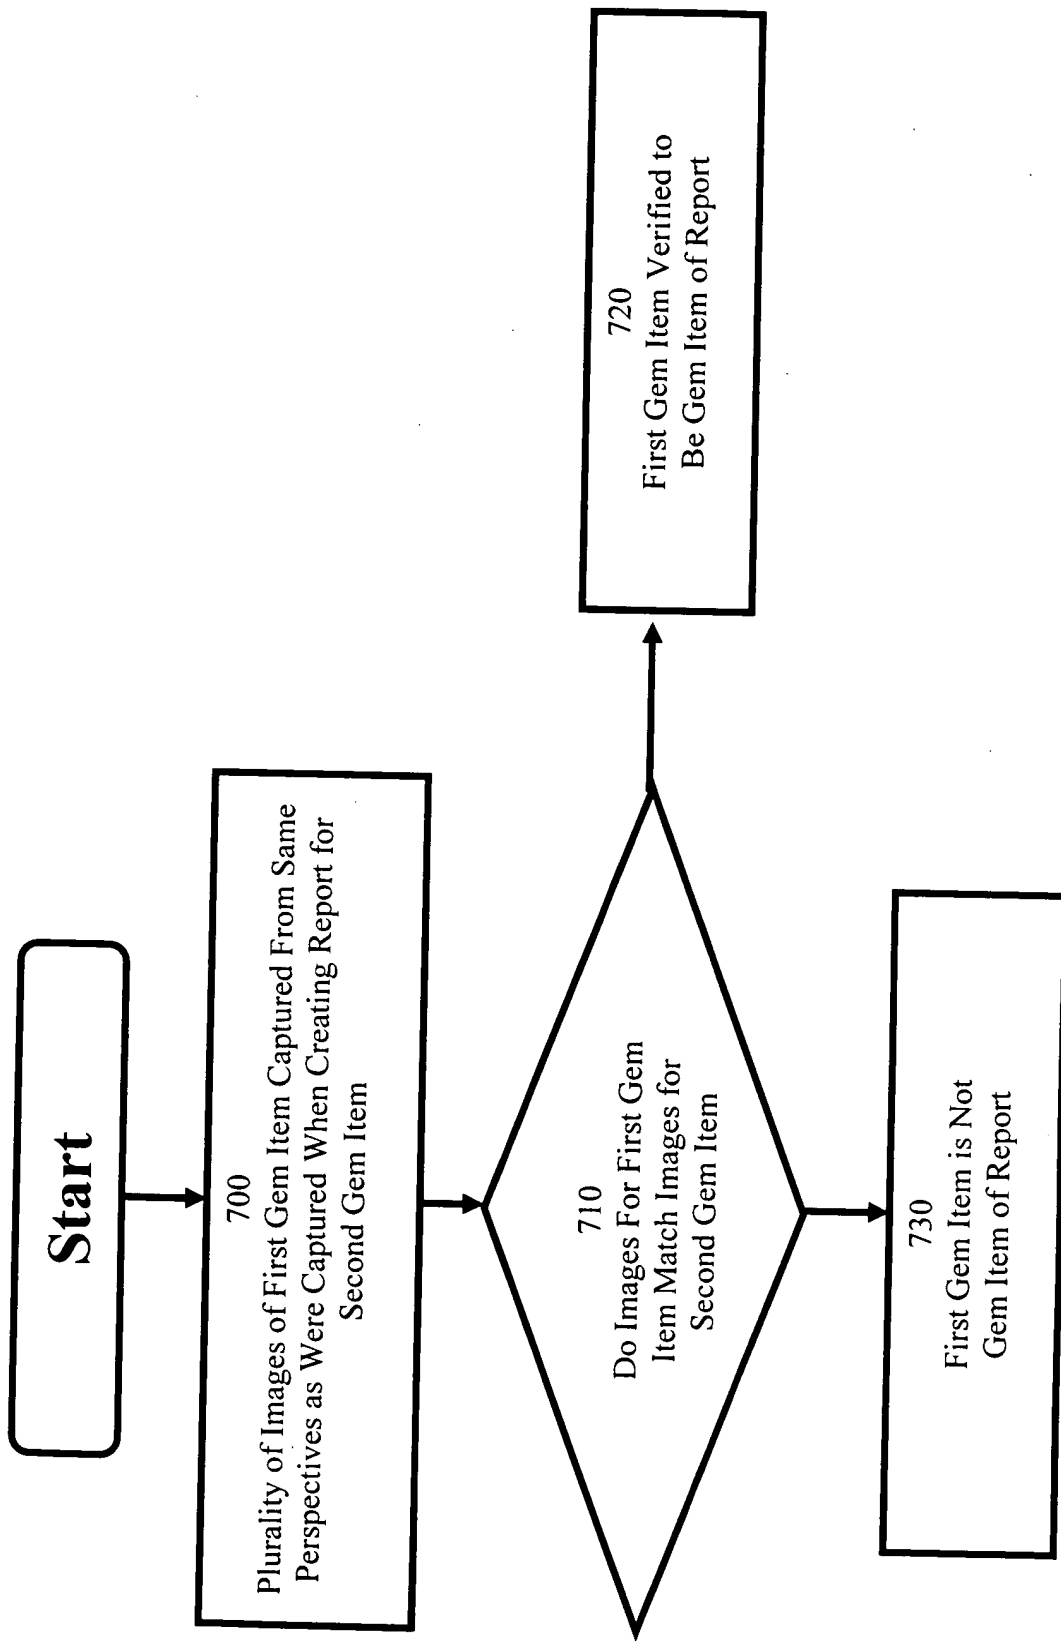 Start
700
Plurality of Images of First Gem Item Captured From Same
Perspectives as Were Captured When Creating Report for
Second Gem Item
710
Do Images For First Gem
Item Match Images for
Second Gem Item
720
First Gem Item Verified to
Be Gem Item of Report
730
First Gem Item is Not
Gem Item of Report